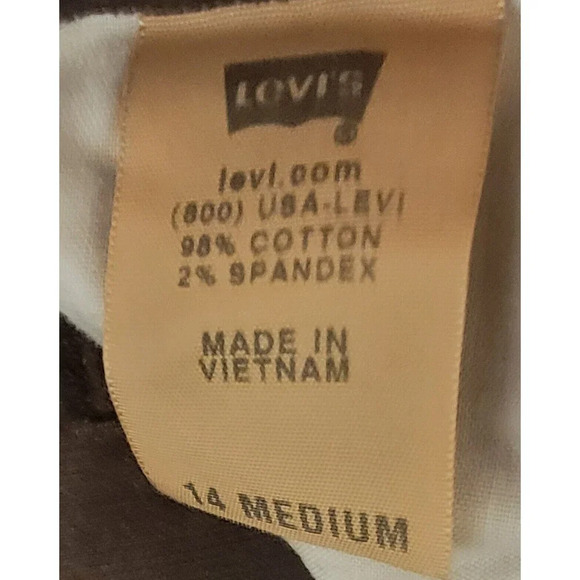 LEVI'S
levi.com
(800) USA-LEVI
98% COTTON
2% SPANDEX
MADE IN
VIETNAM
14 MEDIUM